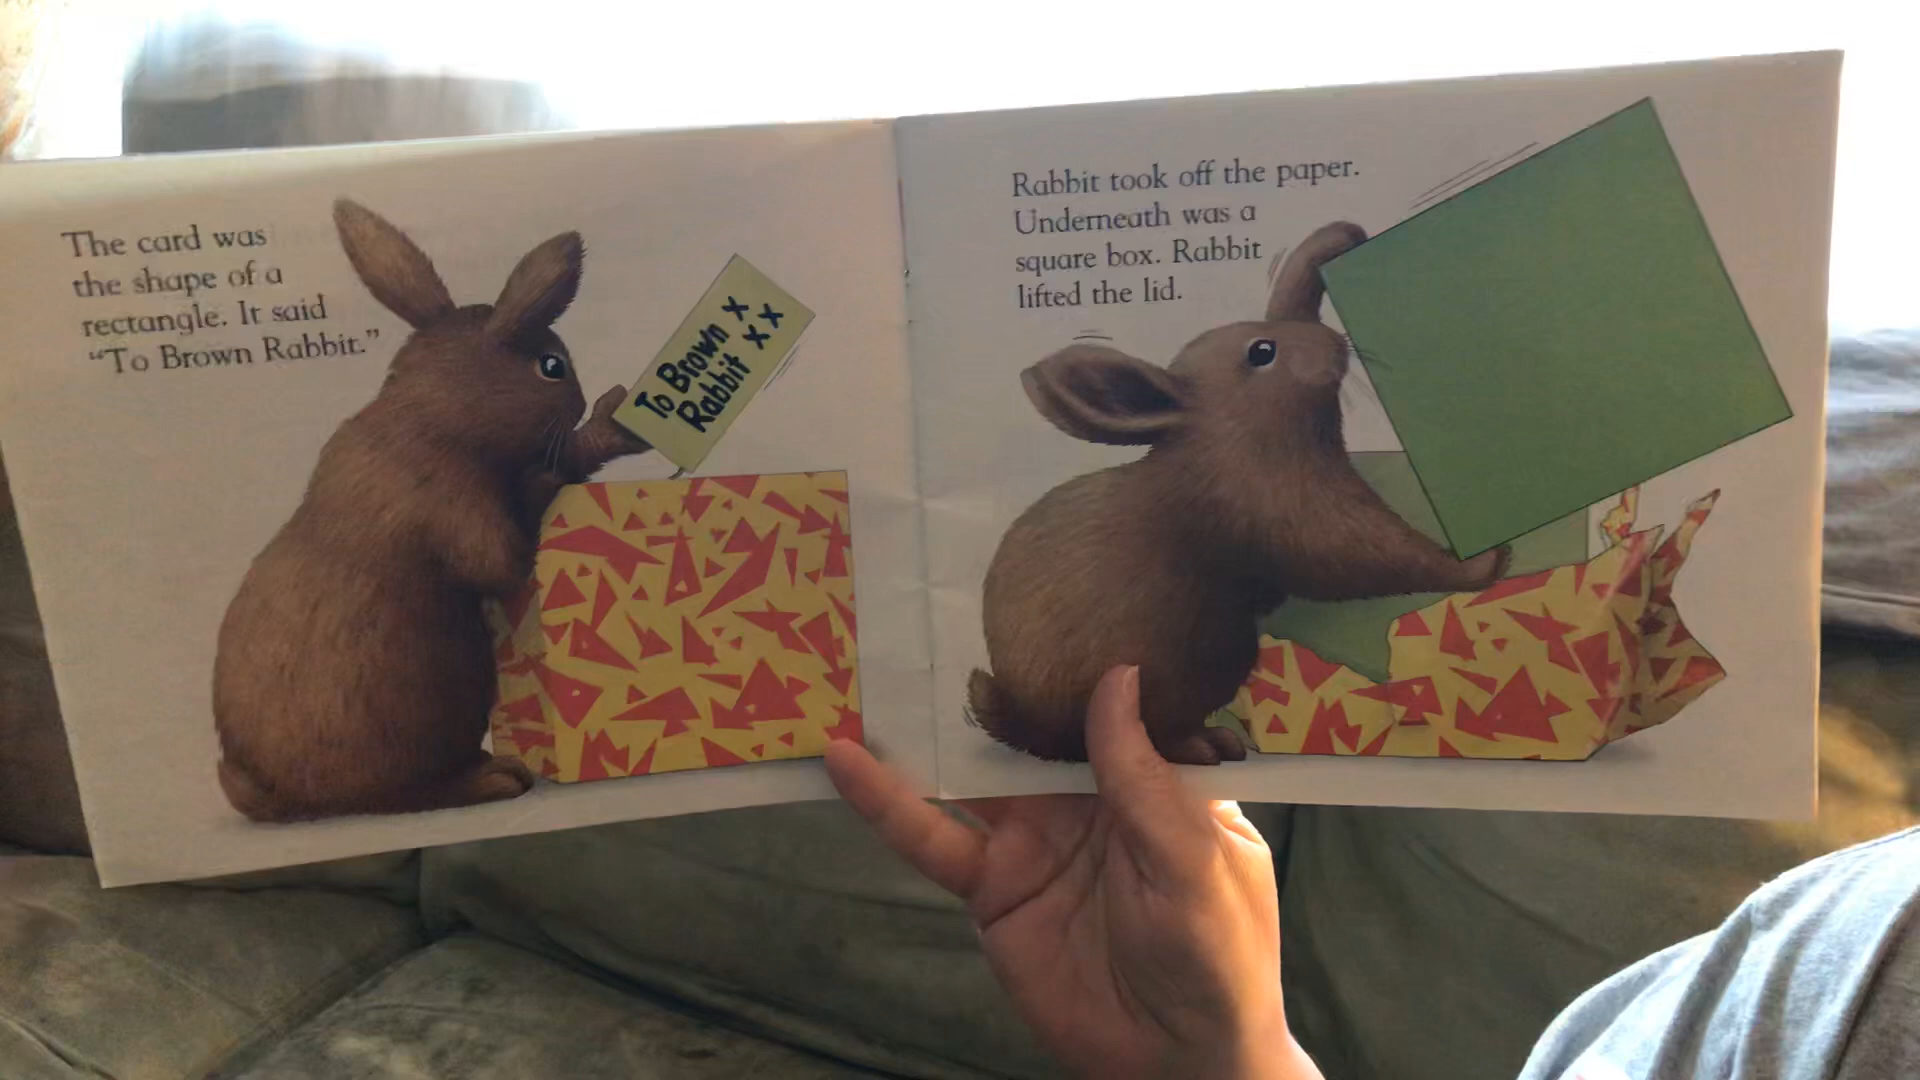 The card was
the shape of a
rectangle. It said
“To Brown Rabbit.”
To Brown X
Rabbit X X
Rabbit took off the paper.
Underneath was a
square box. Rabbit
lifted the lid.